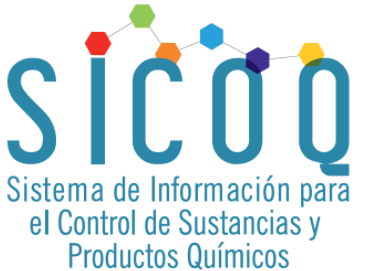 SICOQ
Sistema de Información para
el Control de Sustancias y
Productos Químicos